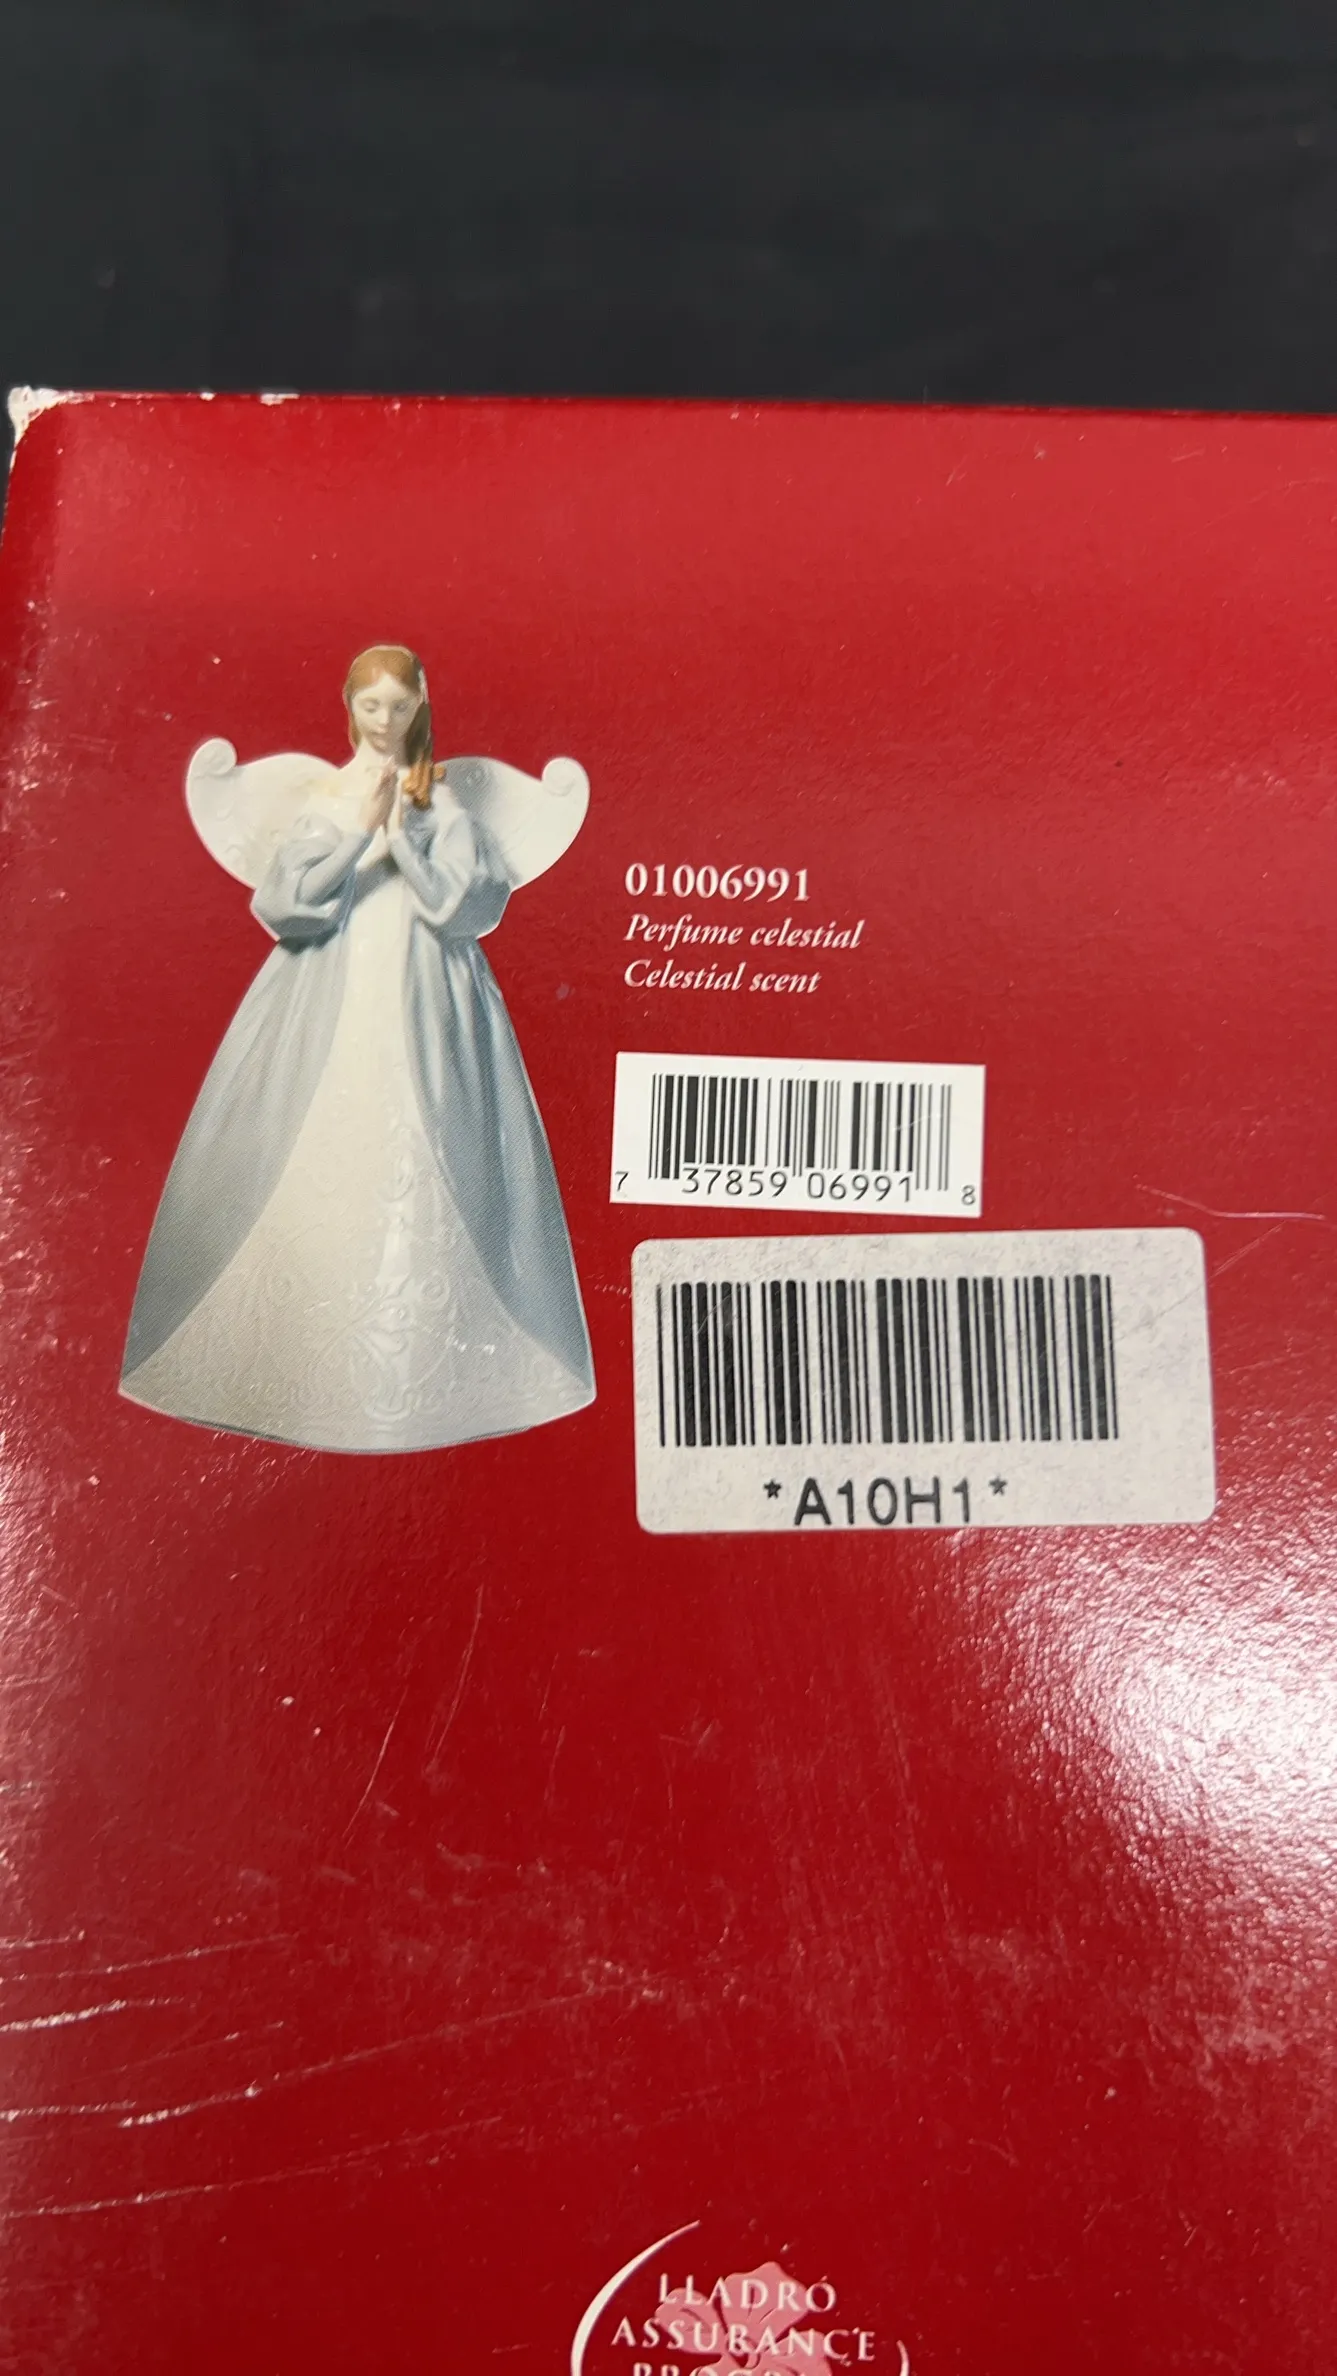 01006991
Perfume celestial
Celestial scent
7 37859 06991 8
*A10H1*
LLADRÓ
ASSURANCE